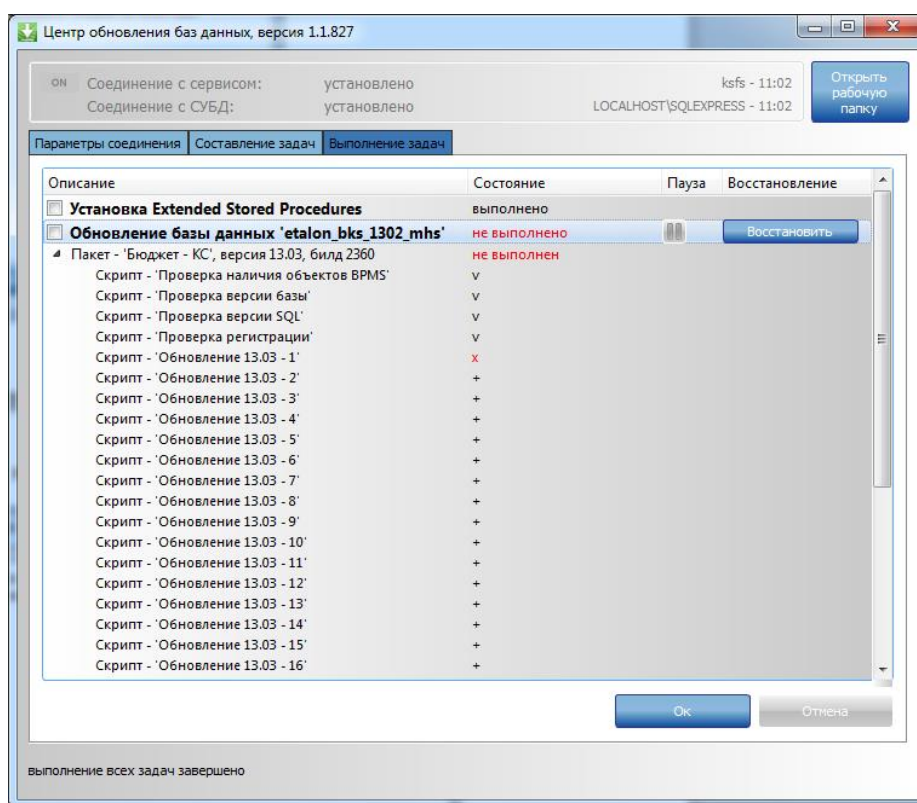 Центр обновления баз данных, версия 1.1.827
ON Соединение с сервисом: установлено ksfs - 11:02
Соединение с СУБД: установлено LOCALHOST\SQLEXPRESS - 11:02
Открыть
рабочую
папку
Параметры соединения Составление задач Выполнение задач
Описание Состояние Пауза Восстановление
Установка Extended Stored Procedures выполнено
Обновление базы данных 'etalon_bks_1302_mhs' не выполнено Восстановить
Пакет - 'Бюджет - КС', версия 13.03, билд 2360 не выполнен
Скрипт - 'Проверка наличия объектов BPMS' v
Скрипт - 'Проверка версии базы' v
Скрипт - 'Проверка версии SQL' v
Скрипт - 'Проверка регистрации' v
Скрипт - 'Обновление 13.03 - 1' x
Скрипт - 'Обновление 13.03 - 2' +
Скрипт - 'Обновление 13.03 - 3' +
Скрипт - 'Обновление 13.03 - 4' +
Скрипт - 'Обновление 13.03 - 5' +
Скрипт - 'Обновление 13.03 - 6' +
Скрипт - 'Обновление 13.03 - 7' +
Скрипт - 'Обновление 13.03 - 8' +
Скрипт - 'Обновление 13.03 - 9' +
Скрипт - 'Обновление 13.03 - 10' +
Скрипт - 'Обновление 13.03 - 11' +
Скрипт - 'Обновление 13.03 - 12' +
Скрипт - 'Обновление 13.03 - 13' +
Скрипт - 'Обновление 13.03 - 14' +
Скрипт - 'Обновление 13.03 - 15' +
Скрипт - 'Обновление 13.03 - 16' +
Ок Отмена
выполнение всех задач завершено